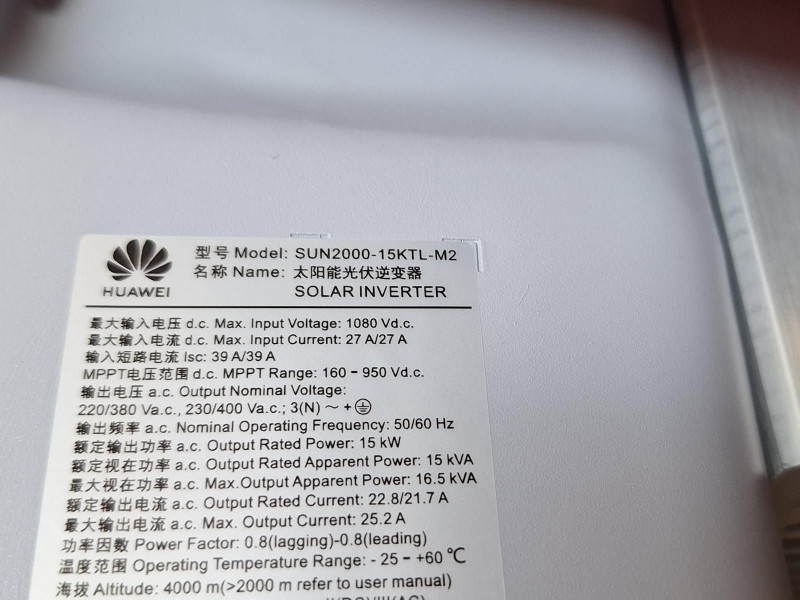 HUAWEI
型号 Model: SUN2000-15KTL-M2
名称 Name: 太阳能光伏逆变器
SOLAR INVERTER
最大输入电压 d.c. Max. Input Voltage: 1080 Vd.c.
最大输入电流 d.c. Max. Input Current: 27 A/27 A
输入短路电流 Isc: 39 A/39 A
MPPT电压范围 d.c. MPPT Range: 160 – 950 Vd.c.
输出电压 a.c. Output Nominal Voltage:
220/380 Va.c., 230/400 Va.c.; 3(N) ~ + ⏚
输出频率 a.c. Nominal Operating Frequency: 50/60 Hz
额定输出功率 a.c. Output Rated Power: 15 kW
额定视在功率 a.c. Output Rated Apparent Power: 15 kVA
最大视在功率 a.c. Max.Output Apparent Power: 16.5 kVA
额定输出电流 a.c. Output Rated Current: 22.8/21.7 A
最大输出电流 a.c. Max. Output Current: 25.2 A
功率因数 Power Factor: 0.8(lagging)-0.8(leading)
温度范围 Operating Temperature Range: - 25 – +60 ℃
海拔 Altitude: 4000 m(>2000 m refer to user manual)